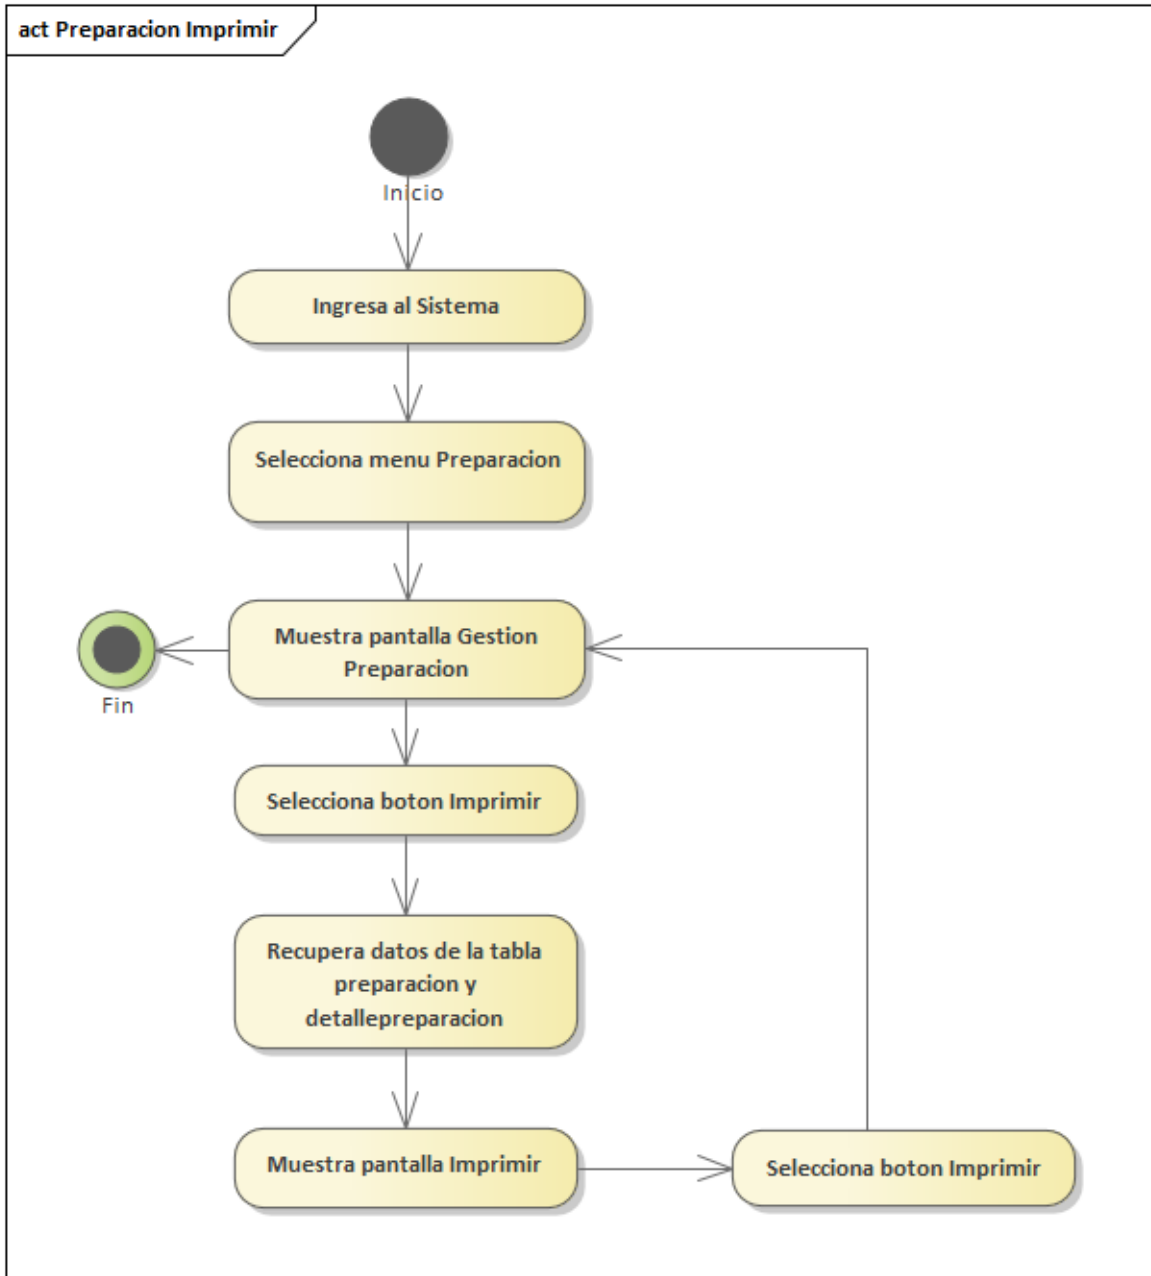 act Preparacion Imprimir
Inicio
Ingresa al Sistema
Selecciona menu Preparacion
Muestra pantalla Gestion
Preparacion
Fin
Selecciona boton Imprimir
Recupera datos de la tabla
preparacion y
detallepreparacion
Muestra pantalla Imprimir
Selecciona boton Imprimir